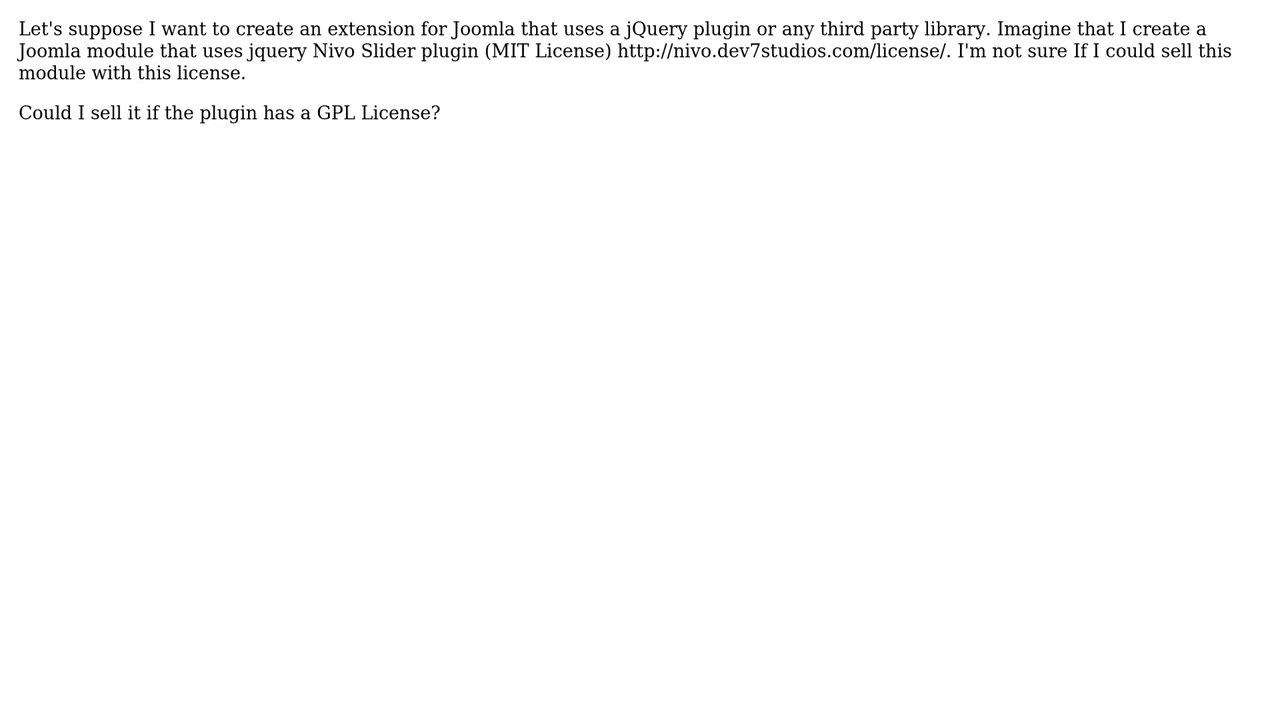 Let's suppose I want to create an extension for Joomla that uses a jQuery plugin or any third party library. Imagine that I create a
Joomla module that uses jquery Nivo Slider plugin (MIT License) http://nivo.dev7studios.com/license/. I'm not sure If I could sell this
module with this license.
Could I sell it if the plugin has a GPL License?